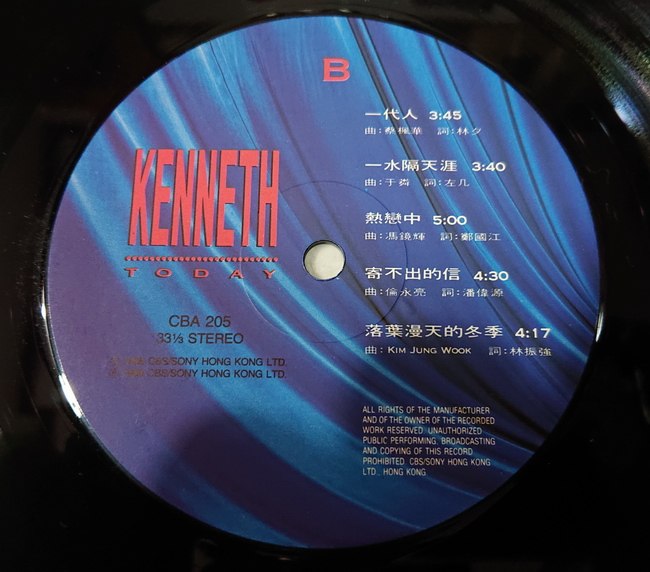 B
KENNETH
TODAY
CBA 205
33⅓ STEREO
CBS/SONY HONG KONG LTD.
CBS/SONY HONG KONG LTD.
一代人 3:45
曲:蔡楓華 詞:林夕
一水隔天涯 3:40
曲:于粦 詞:左几
熱戀中 5:00
曲:馮鏡輝 詞:鄭國江
寄不出的信 4:30
曲:倫永亮 詞:潘偉源
落葉漫天的冬季 4:17
曲:KIM JUNG WOOK 詞:林振強
ALL RIGHTS OF THE MANUFACTURER
AND OF THE OWNER OF THE RECORDED
WORK RESERVED. UNAUTHORIZED
PUBLIC PERFORMING, BROADCASTING
AND COPYING OF THIS RECORD
PROHIBITED. CBS/SONY HONG KONG
LTD., HONG KONG